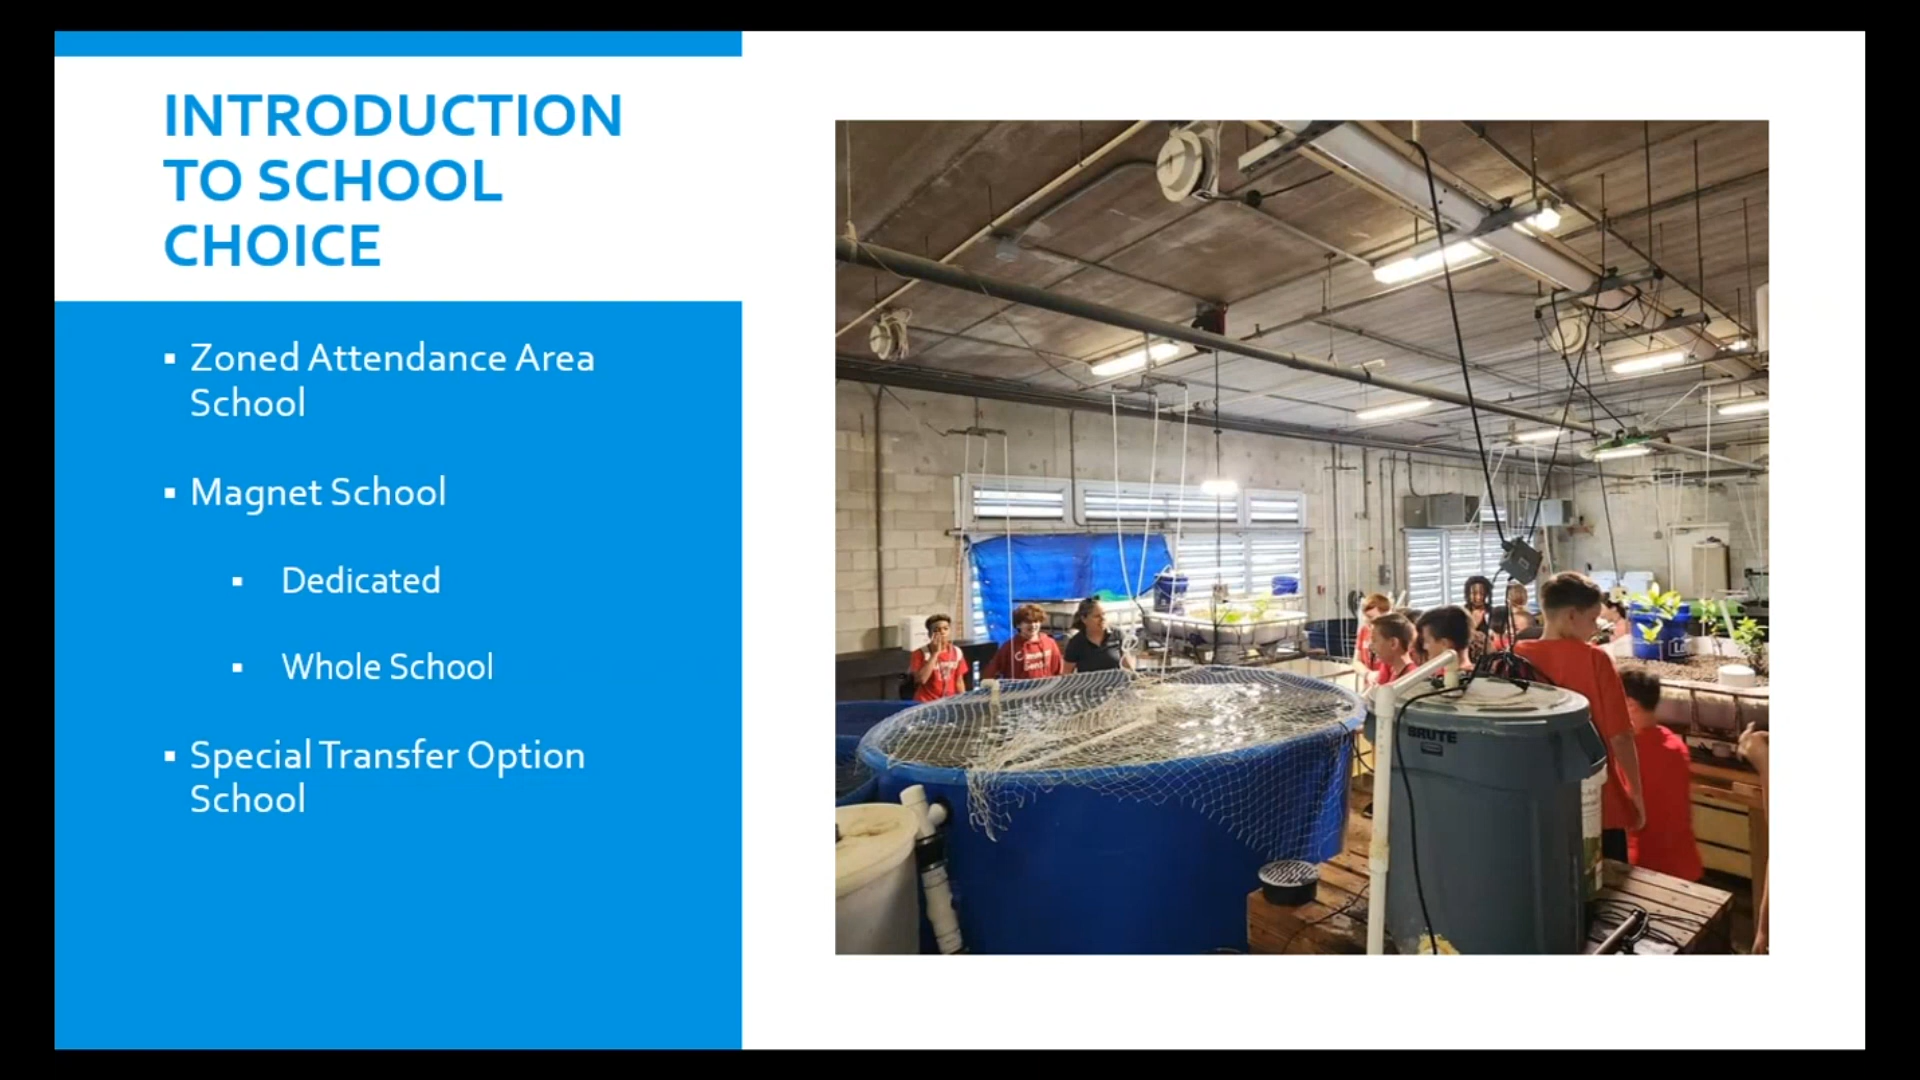 INTRODUCTION
TO SCHOOL
CHOICE
▪ Zoned Attendance Area
School
▪ Magnet School
▪ Dedicated
▪ Whole School
▪ Special Transfer Option
School
BRUTE